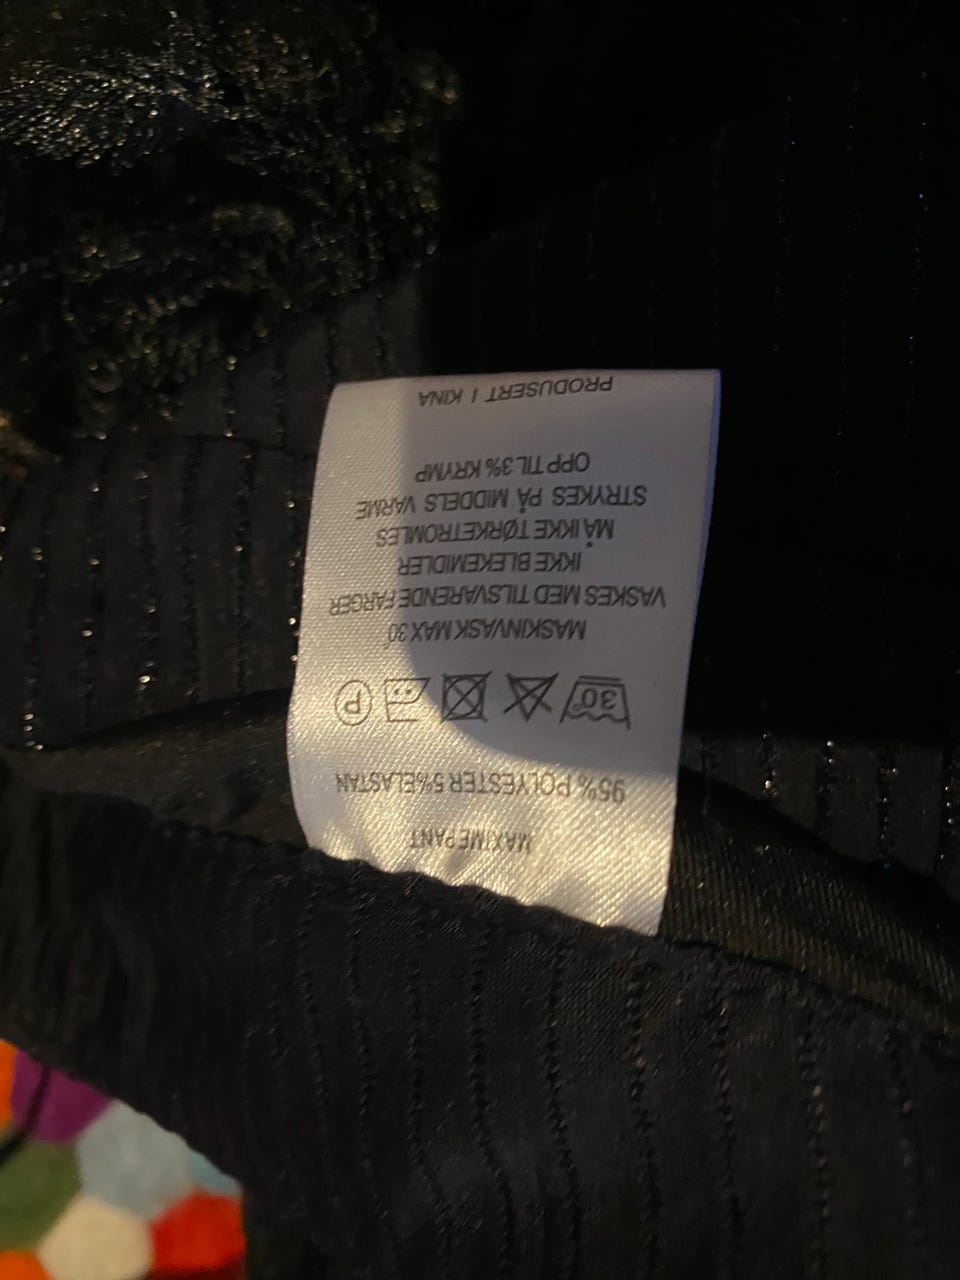 MAXIME PANT
95% POLYESTER 5% ELASTAN
30° P
MASKINVASK MAX 30°
VASKES MED TILSVARENDE FARGER
IKKE BLEKEMIDLER
MÅ IKKE TØRKETROMLES
STRYKES PÅ MIDDELS VARME
OPP TIL 3% KRYMP
PRODUSERT I KINA